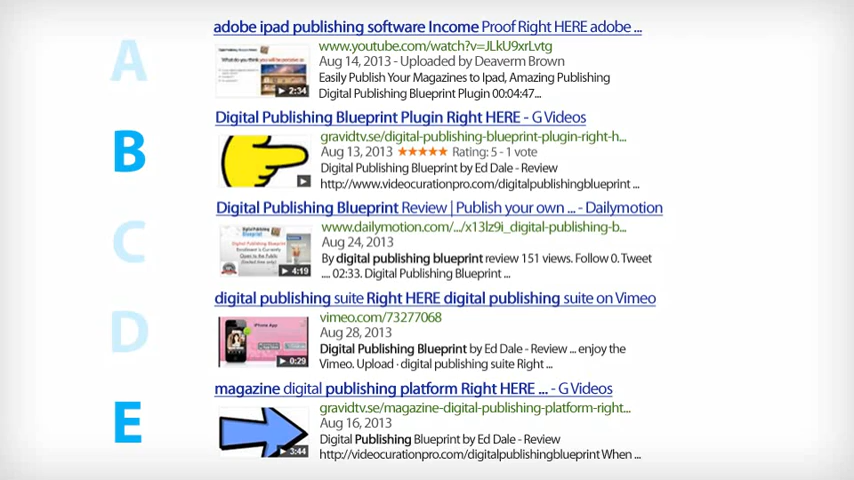 A
adobe ipad publishing software Income Proof Right HERE adobe ...
www.youtube.com/watch?v=JLkU9xrLvtg
Aug 14, 2013 - Uploaded by Deaverm Brown
Easily Publish Your Magazines to Ipad, Amazing Publishing
Digital Publishing Blueprint Plugin 00:04:47...
2:34
B
Digital Publishing Blueprint Plugin Right HERE - G Videos
gravidtv.se/digital-publishing-blueprint-plugin-right-h...
Aug 13, 2013 ★★★★★ Rating: 5 - 1 vote
Digital Publishing Blueprint by Ed Dale - Review
http://www.videocurationpro.com/digitalpublishingblueprint ...
C
Digital Publishing Blueprint Review | Publish your own ... - Dailymotion
www.dailymotion.com/.../x13lz9i_digital-publishing-b...
Aug 24, 2013
By digital publishing blueprint review 151 views. Follow 0. Tweet
.... 02:33. Digital Publishing Blueprint ...
4:19
D
digital publishing suite Right HERE digital publishing suite on Vimeo
vimeo.com/73277068
Aug 28, 2013
Digital Publishing Blueprint by Ed Dale - Review ... enjoy the
Vimeo. Upload · digital publishing suite Right ...
iPhone App
0:29
E
magazine digital publishing platform Right HERE ... - G Videos
gravidtv.se/magazine-digital-publishing-platform-right...
Aug 16, 2013
Digital Publishing Blueprint by Ed Dale - Review
http://videocurationpro.com/digitalpublishingblueprint When ...
3:44